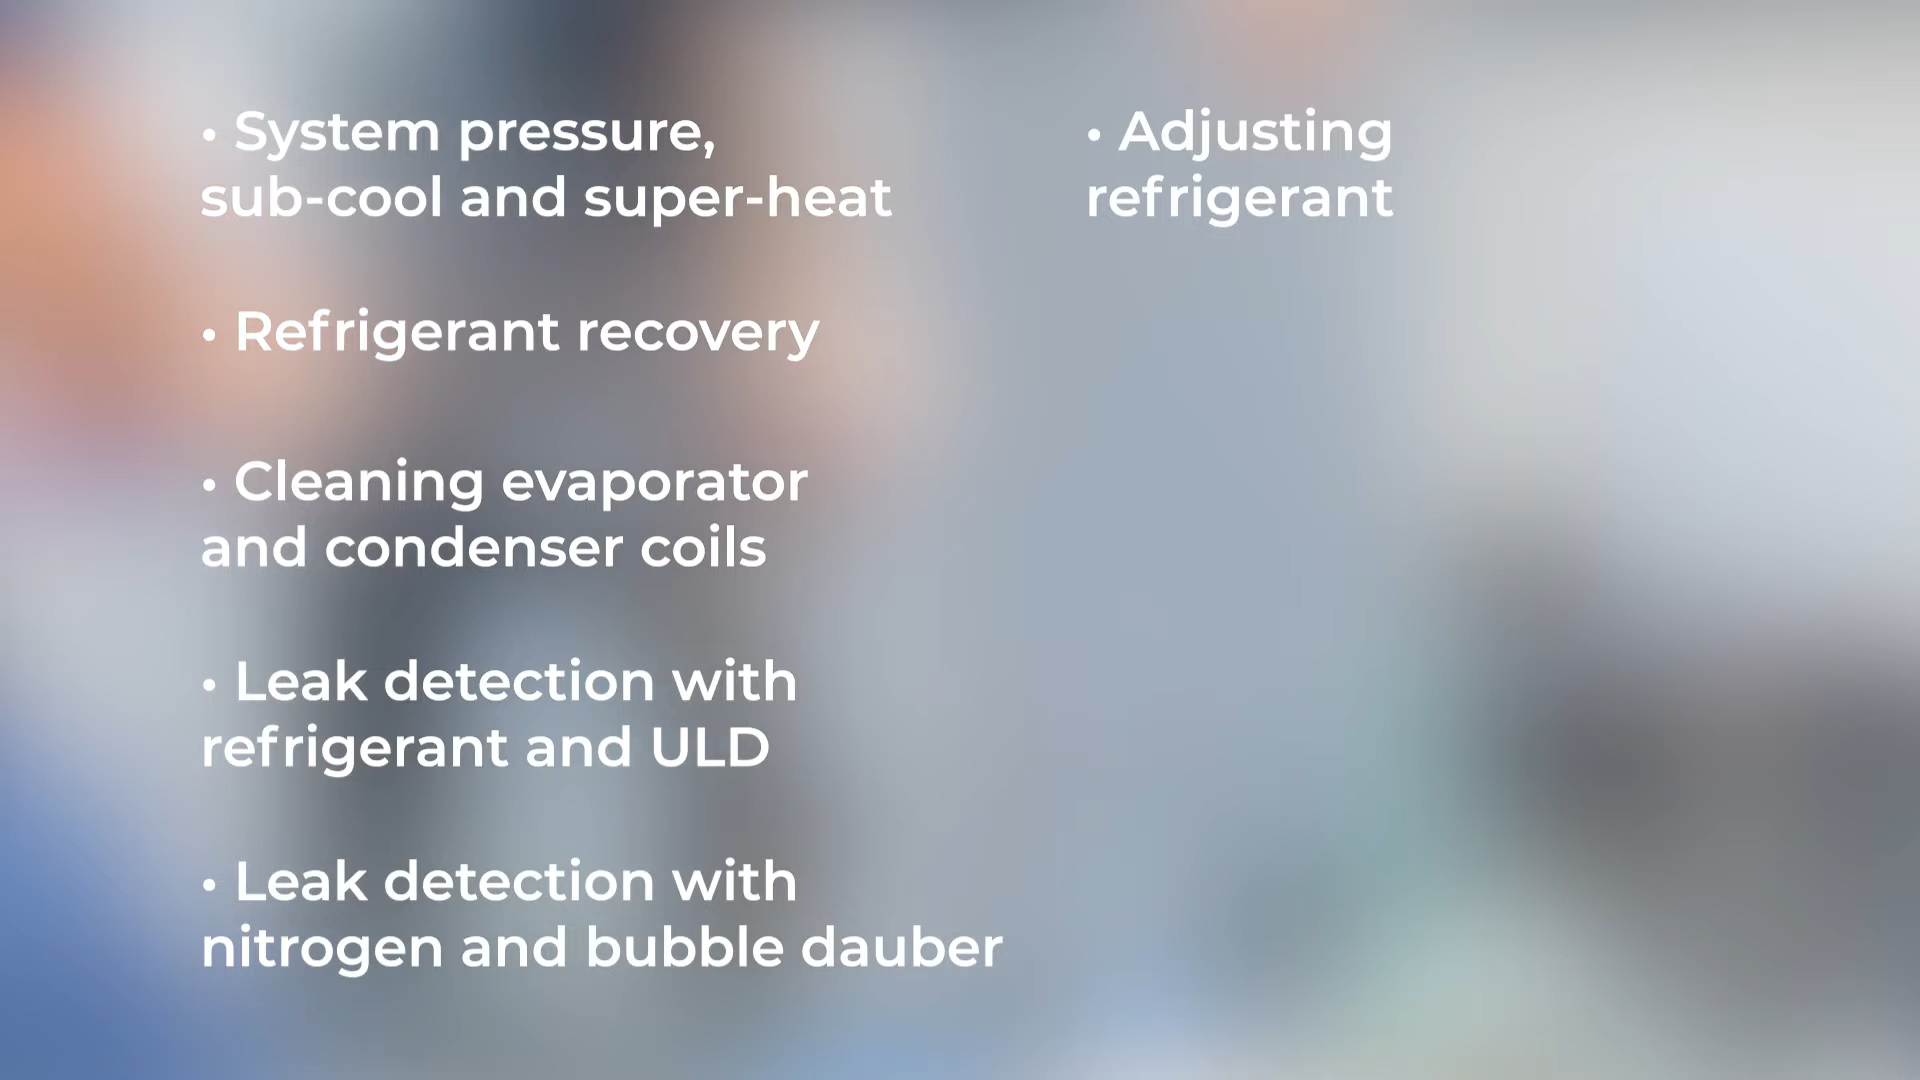 • System pressure,
sub-cool and super-heat
• Refrigerant recovery
• Cleaning evaporator
and condenser coils
• Leak detection with
refrigerant and ULD
• Leak detection with
nitrogen and bubble dauber
• Adjusting
refrigerant